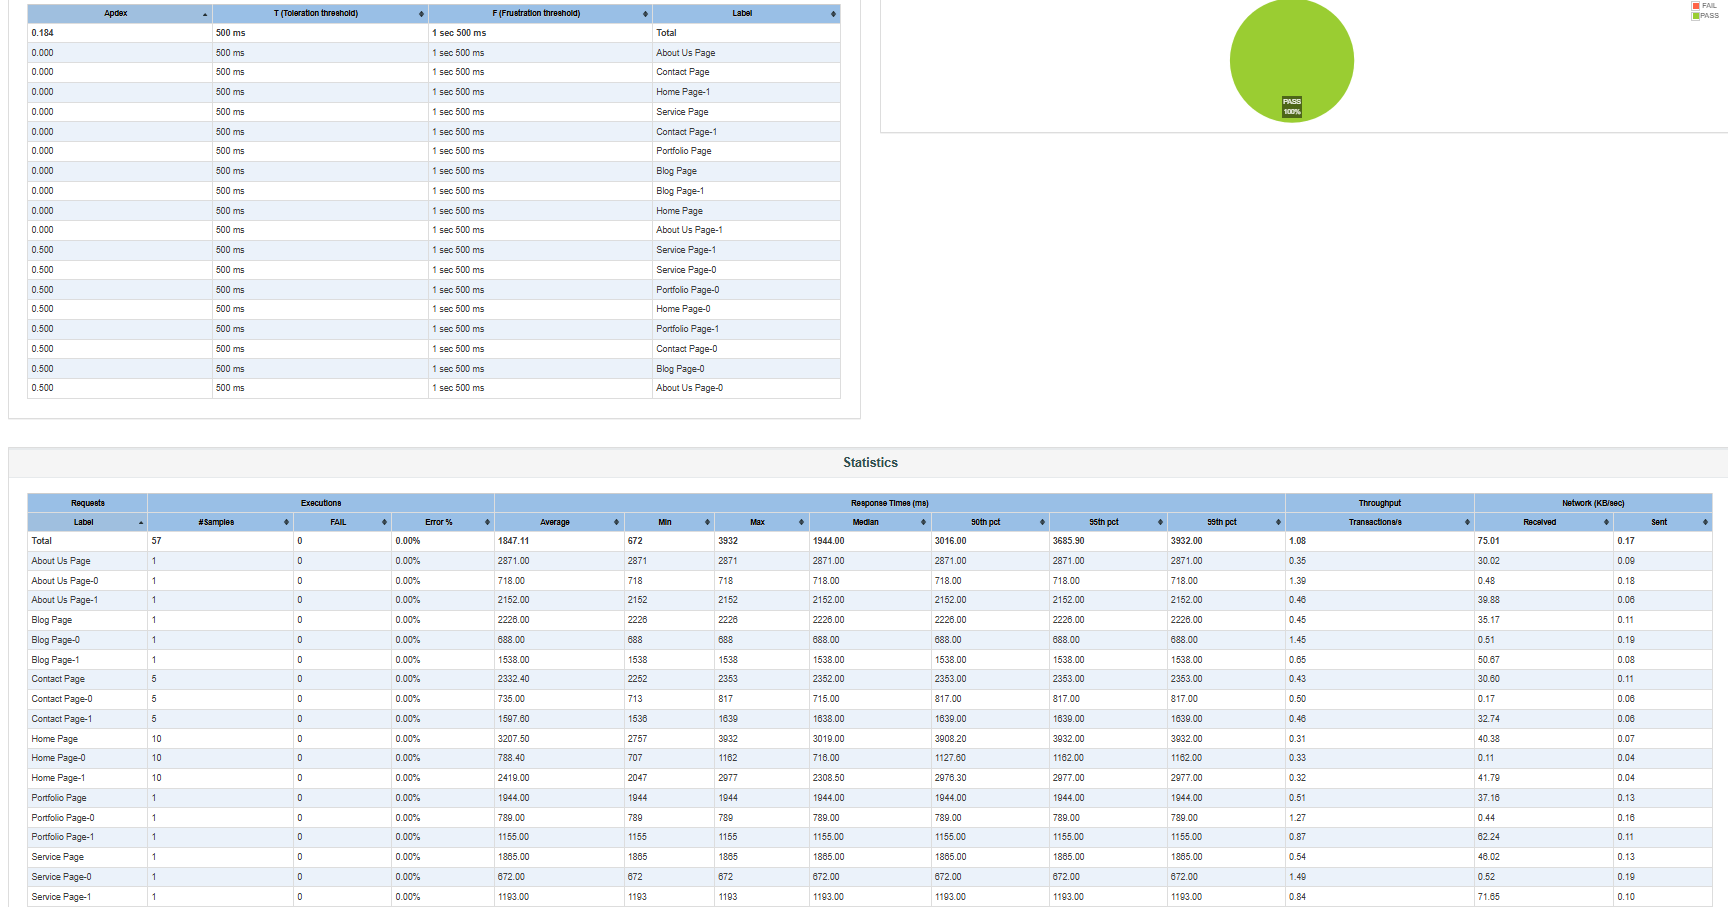 Apdex T (Toleration threshold) F (Frustration threshold) Label
0.184 500 ms 1 sec 500 ms Total
0.000 500 ms 1 sec 500 ms About Us Page
0.000 500 ms 1 sec 500 ms Contact Page
0.000 500 ms 1 sec 500 ms Home Page-1
0.000 500 ms 1 sec 500 ms Service Page
0.000 500 ms 1 sec 500 ms Contact Page-1
0.000 500 ms 1 sec 500 ms Portfolio Page
0.000 500 ms 1 sec 500 ms Blog Page
0.000 500 ms 1 sec 500 ms Blog Page-1
0.000 500 ms 1 sec 500 ms Home Page
0.000 500 ms 1 sec 500 ms About Us Page-1
0.500 500 ms 1 sec 500 ms Service Page-1
0.500 500 ms 1 sec 500 ms Service Page-0
0.500 500 ms 1 sec 500 ms Portfolio Page-0
0.500 500 ms 1 sec 500 ms Home Page-0
0.500 500 ms 1 sec 500 ms Portfolio Page-1
0.500 500 ms 1 sec 500 ms Contact Page-0
0.500 500 ms 1 sec 500 ms Blog Page-0
0.500 500 ms 1 sec 500 ms About Us Page-0
FAIL
PASS
PASS
100%
Statistics
Requests Executions Response Times (ms) Throughput Network (KB/sec)
Label #Samples FAIL Error % Average Min Max Median 90th pct 95th pct 99th pct Transactions/s Received Sent
Total 57 0 0.00% 1847.11 672 3932 1944.00 3016.00 3685.90 3932.00 1.08 75.01 0.17
About Us Page 1 0 0.00% 2871.00 2871 2871 2871.00 2871.00 2871.00 2871.00 0.35 30.02 0.09
About Us Page-0 1 0 0.00% 718.00 718 718 718.00 718.00 718.00 718.00 1.39 0.48 0.18
About Us Page-1 1 0 0.00% 2152.00 2152 2152 2152.00 2152.00 2152.00 2152.00 0.46 39.88 0.06
Blog Page 1 0 0.00% 2226.00 2226 2226 2226.00 2226.00 2226.00 2226.00 0.45 35.17 0.11
Blog Page-0 1 0 0.00% 688.00 688 688 688.00 688.00 688.00 688.00 1.45 0.51 0.19
Blog Page-1 1 0 0.00% 1538.00 1538 1538 1538.00 1538.00 1538.00 1538.00 0.65 50.67 0.08
Contact Page 5 0 0.00% 2332.40 2252 2353 2352.00 2353.00 2353.00 2353.00 0.43 30.60 0.11
Contact Page-0 5 0 0.00% 735.00 713 817 715.00 817.00 817.00 817.00 0.50 0.17 0.06
Contact Page-1 5 0 0.00% 1597.60 1536 1639 1638.00 1639.00 1639.00 1639.00 0.46 32.74 0.06
Home Page 10 0 0.00% 3207.50 2757 3932 3019.00 3908.20 3932.00 3932.00 0.31 40.38 0.07
Home Page-0 10 0 0.00% 788.40 707 1162 716.00 1127.60 1162.00 1162.00 0.33 0.11 0.04
Home Page-1 10 0 0.00% 2419.00 2047 2977 2308.50 2976.30 2977.00 2977.00 0.32 41.79 0.04
Portfolio Page 1 0 0.00% 1944.00 1944 1944 1944.00 1944.00 1944.00 1944.00 0.51 37.16 0.13
Portfolio Page-0 1 0 0.00% 789.00 789 789 789.00 789.00 789.00 789.00 1.27 0.44 0.16
Portfolio Page-1 1 0 0.00% 1155.00 1155 1155 1155.00 1155.00 1155.00 1155.00 0.87 62.24 0.11
Service Page 1 0 0.00% 1865.00 1865 1865 1865.00 1865.00 1865.00 1865.00 0.54 46.02 0.13
Service Page-0 1 0 0.00% 672.00 672 672 672.00 672.00 672.00 672.00 1.49 0.52 0.19
Service Page-1 1 0 0.00% 1193.00 1193 1193 1193.00 1193.00 1193.00 1193.00 0.84 71.65 0.10